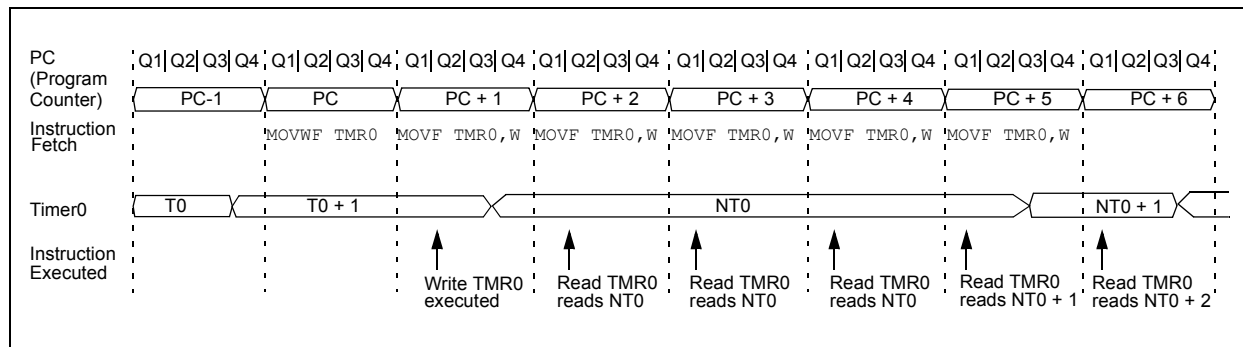 PC (Program Counter)
Q1 Q2 Q3 Q4 Q1 Q2 Q3 Q4 Q1 Q2 Q3 Q4 Q1 Q2 Q3 Q4 Q1 Q2 Q3 Q4 Q1 Q2 Q3 Q4 Q1 Q2 Q3 Q4 Q1 Q2 Q3 Q4
PC-1 PC PC + 1 PC + 2 PC + 3 PC + 4 PC + 5 PC + 6
Instruction Fetch
MOVWF TMR0 MOVF TMR0,W MOVF TMR0,W MOVF TMR0,W MOVF TMR0,W MOVF TMR0,W
Timer0
T0 T0 + 1 NT0 NT0 + 1
Instruction Executed
Write TMR0 executed
Read TMR0 reads NT0
Read TMR0 reads NT0
Read TMR0 reads NT0
Read TMR0 reads NT0 + 1
Read TMR0 reads NT0 + 2